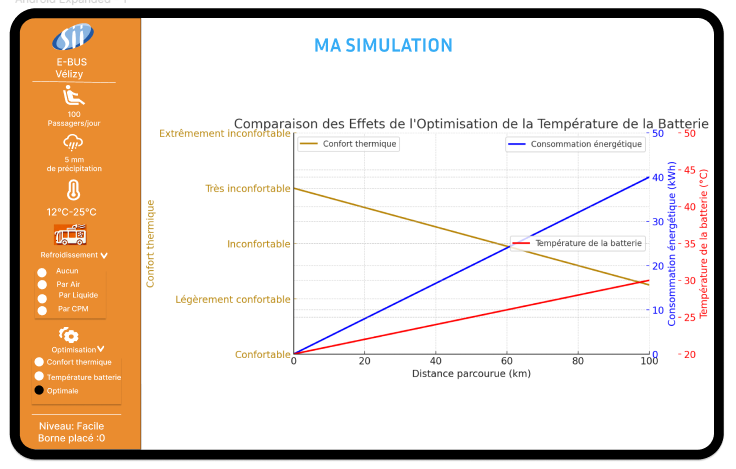 Android Expanded
sii
E-BUS
Vélizy
100
Passagers/jour
5 mm
de précipitation
12°C-25°C
Refroidissement
Aucun
Par Air
Par Liquide
Par CPM
Optimisation
Confort thermique
Température batterie
Optimale
Niveau: Facile
Borne placé :0
MA SIMULATION
Comparaison des Effets de l'Optimisation de la Température de la Batterie
Confort thermique
Extrêmement inconfortable
Très inconfortable
Inconfortable
Légèrement confortable
Confortable
Confort thermique
Consommation énergétique
Température de la batterie
0 20 40 60 80 100
Distance parcourue (km)
50
40
30
20
10
0
Consommation énergétique (kWh)
50
45
40
35
30
25
20
Température de la batterie (°C)